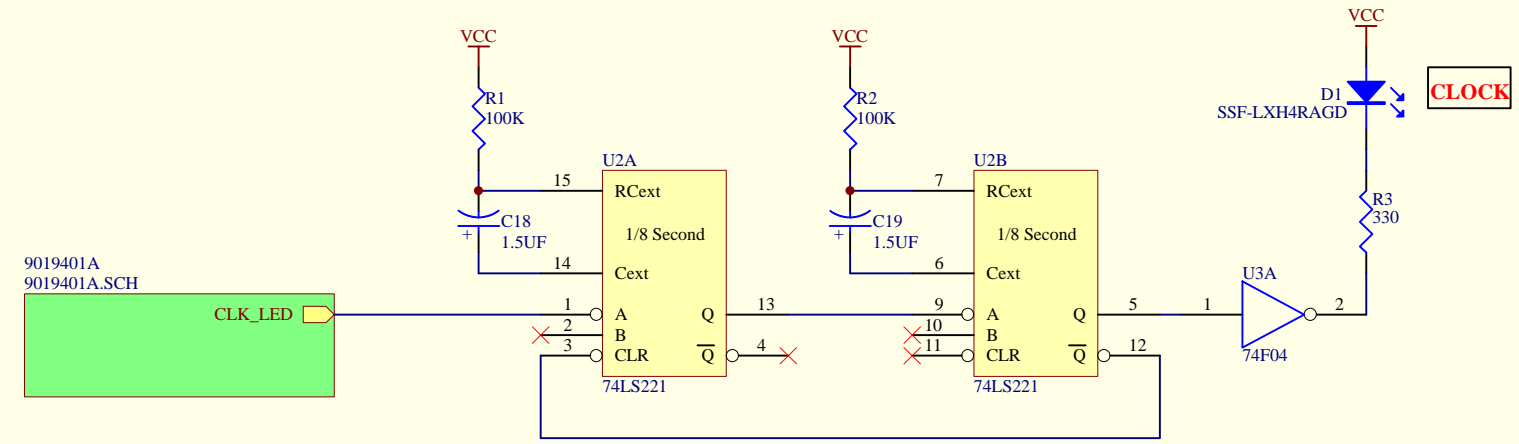 VCC
VCC
VCC
R1
100K
R2
100K
D1
SSF-LXH4RAGD
CLOCK
U2A
U2B
15
RCext
7
RCext
R3
330
C18
1.5UF
+
1/8 Second
C19
1.5UF
+
1/8 Second
14
Cext
6
Cext
9019401A
9019401A.SCH
CLK_LED
1
A
Q
13
9
A
Q
5
1
U3A
2
74F04
2
B
10
B
3
CLR
Q
4
11
CLR
Q
12
74LS221
74LS221